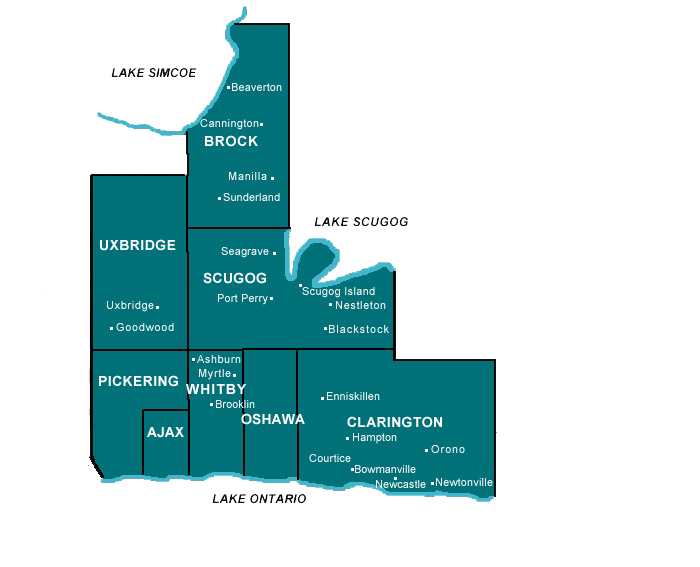 LAKE SIMCOE
Beaverton
Cannington
BROCK
Manilla
Sunderland
LAKE SCUGOG
UXBRIDGE
Seagrave
SCUGOG
Scugog Island
Port Perry
Uxbridge
Nestleton
Goodwood
Blackstock
Ashburn
Myrtle
PICKERING
WHITBY
Enniskillen
Brooklin
OSHAWA
CLARINGTON
AJAX
Hampton
Orono
Courtice
Bowmanville
Newcastle
Newtonville
LAKE ONTARIO